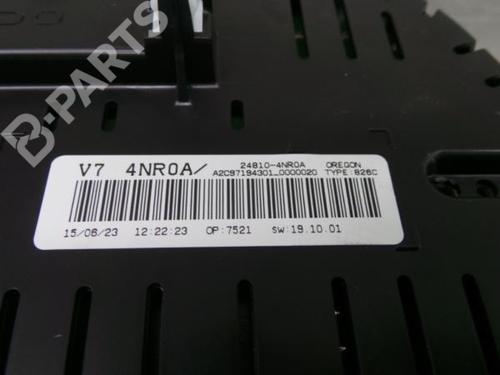 B-PARTS
V7 4NR0A/
24810-4NR0A OREGON
A2C97194301_0000020 TYPE:826C
15/06/23 12:22:23 OP:7521 SW:19.10.01